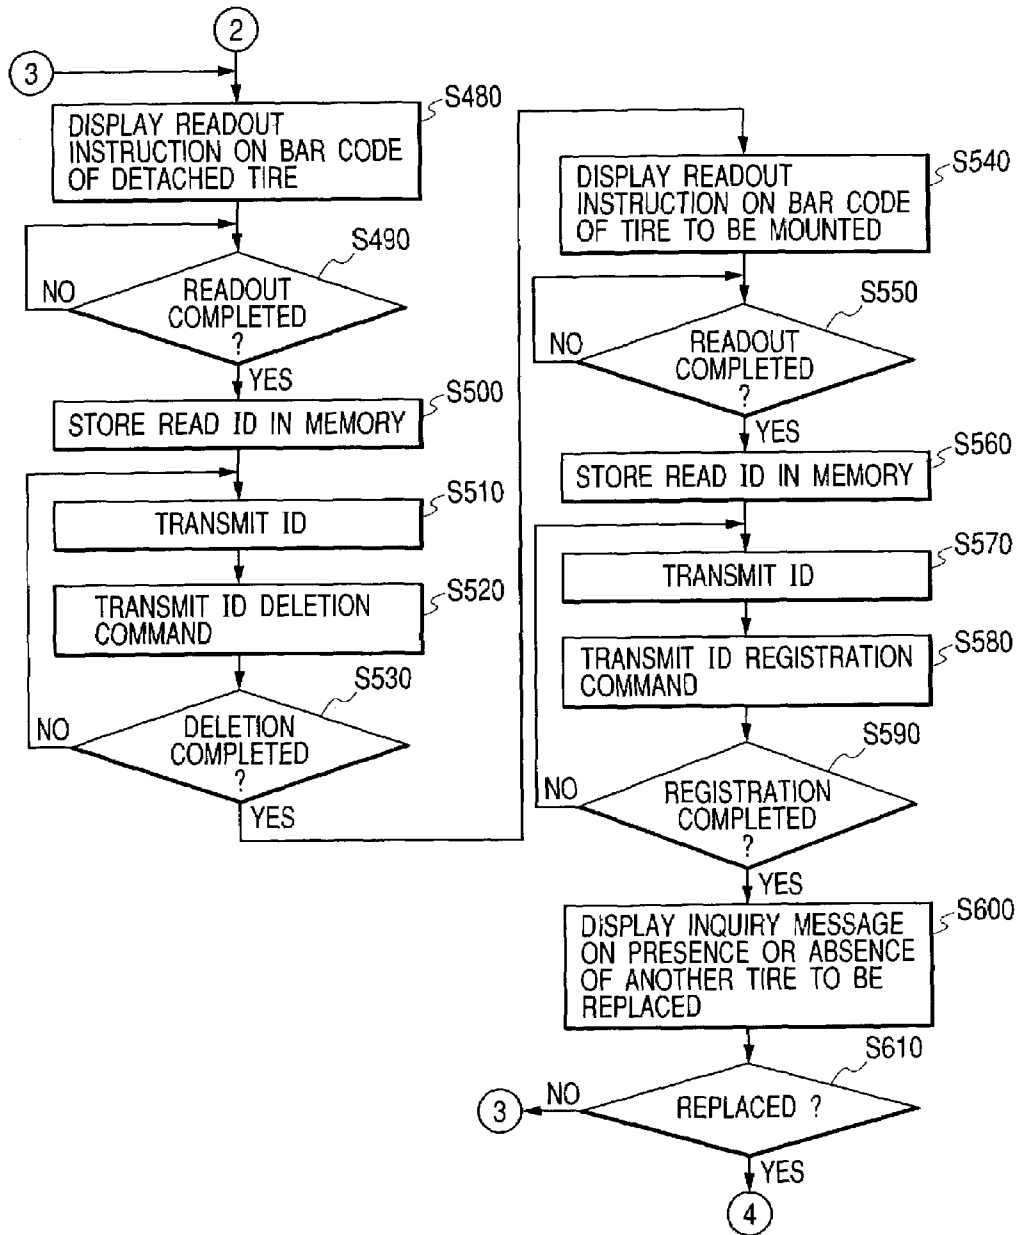 2
3
S480
DISPLAY READOUT
INSTRUCTION ON BAR CODE
OF DETACHED TIRE
S490
NO
READOUT
COMPLETED
?
YES
S500
STORE READ ID IN MEMORY
S510
TRANSMIT ID
S520
TRANSMIT ID DELETION
COMMAND
S530
NO
DELETION
COMPLETED
?
YES
S540
DISPLAY READOUT
INSTRUCTION ON BAR CODE
OF TIRE TO BE MOUNTED
S550
NO
READOUT
COMPLETED
?
YES
S560
STORE READ ID IN MEMORY
S570
TRANSMIT ID
S580
TRANSMIT ID REGISTRATION
COMMAND
S590
NO
REGISTRATION
COMPLETED
?
YES
S600
DISPLAY INQUIRY MESSAGE
ON PRESENCE OR ABSENCE
OF ANOTHER TIRE TO BE
REPLACED
S610
3
NO
REPLACED ?
YES
4